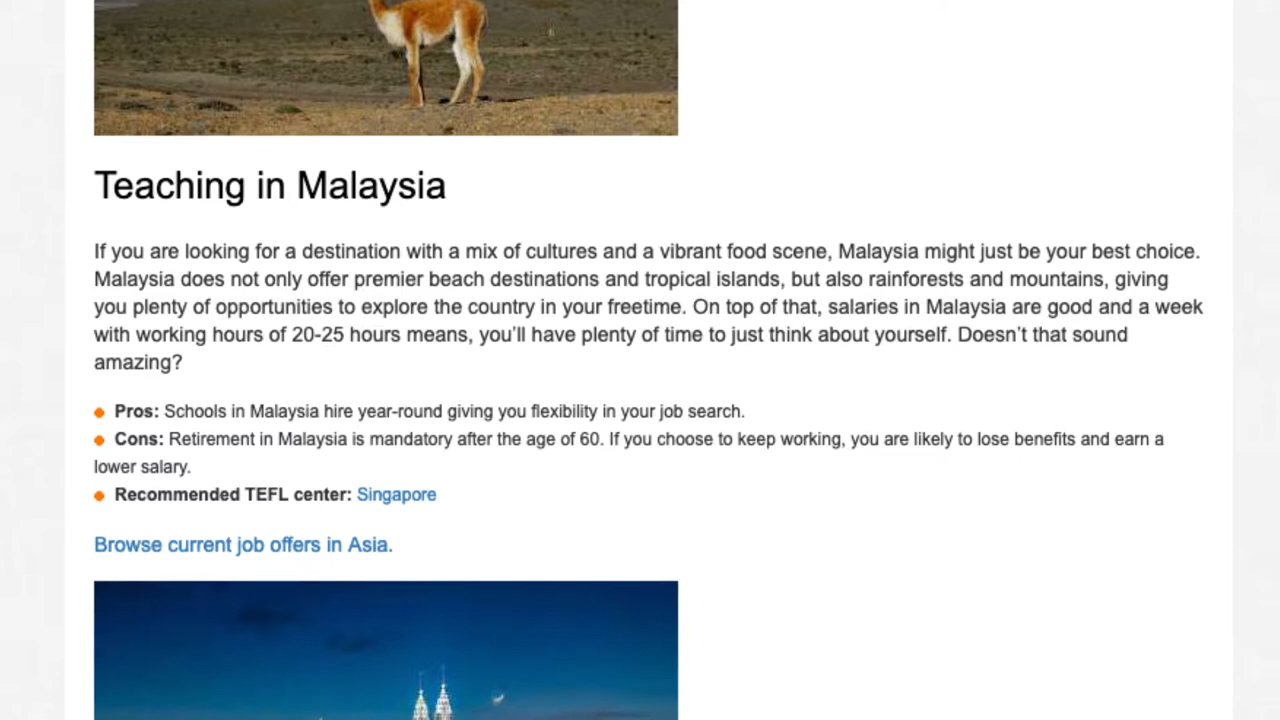 Teaching in Malaysia
If you are looking for a destination with a mix of cultures and a vibrant food scene, Malaysia might just be your best choice.
Malaysia does not only offer premier beach destinations and tropical islands, but also rainforests and mountains, giving
you plenty of opportunities to explore the country in your freetime. On top of that, salaries in Malaysia are good and a week
with working hours of 20-25 hours means, you’ll have plenty of time to just think about yourself. Doesn’t that sound
amazing?
Pros: Schools in Malaysia hire year-round giving you flexibility in your job search.
Cons: Retirement in Malaysia is mandatory after the age of 60. If you choose to keep working, you are likely to lose benefits and earn a
lower salary.
Recommended TEFL center: Singapore
Browse current job offers in Asia.